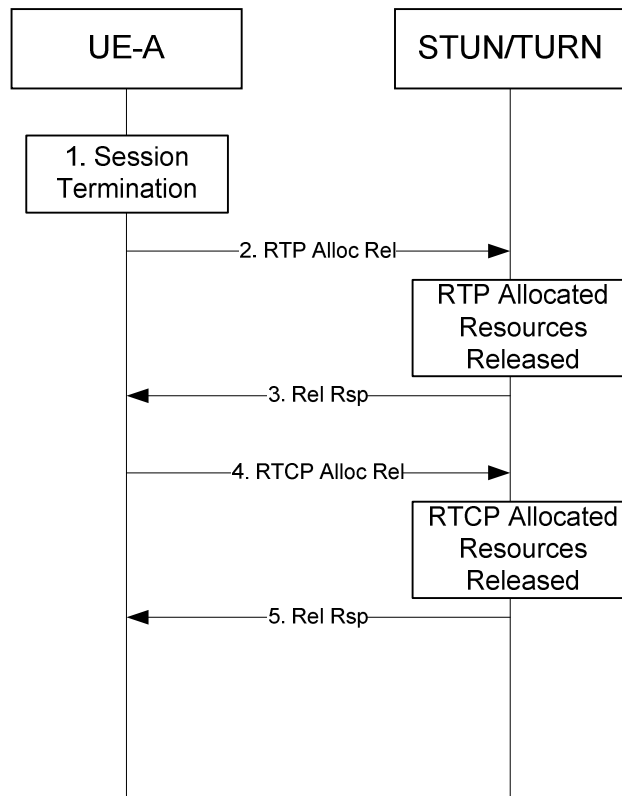 UE-A
STUN/TURN
1. Session
Termination
2. RTP Alloc Rel
RTP Allocated
Resources
Released
3. Rel Rsp
4. RTCP Alloc Rel
RTCP Allocated
Resources
Released
5. Rel Rsp